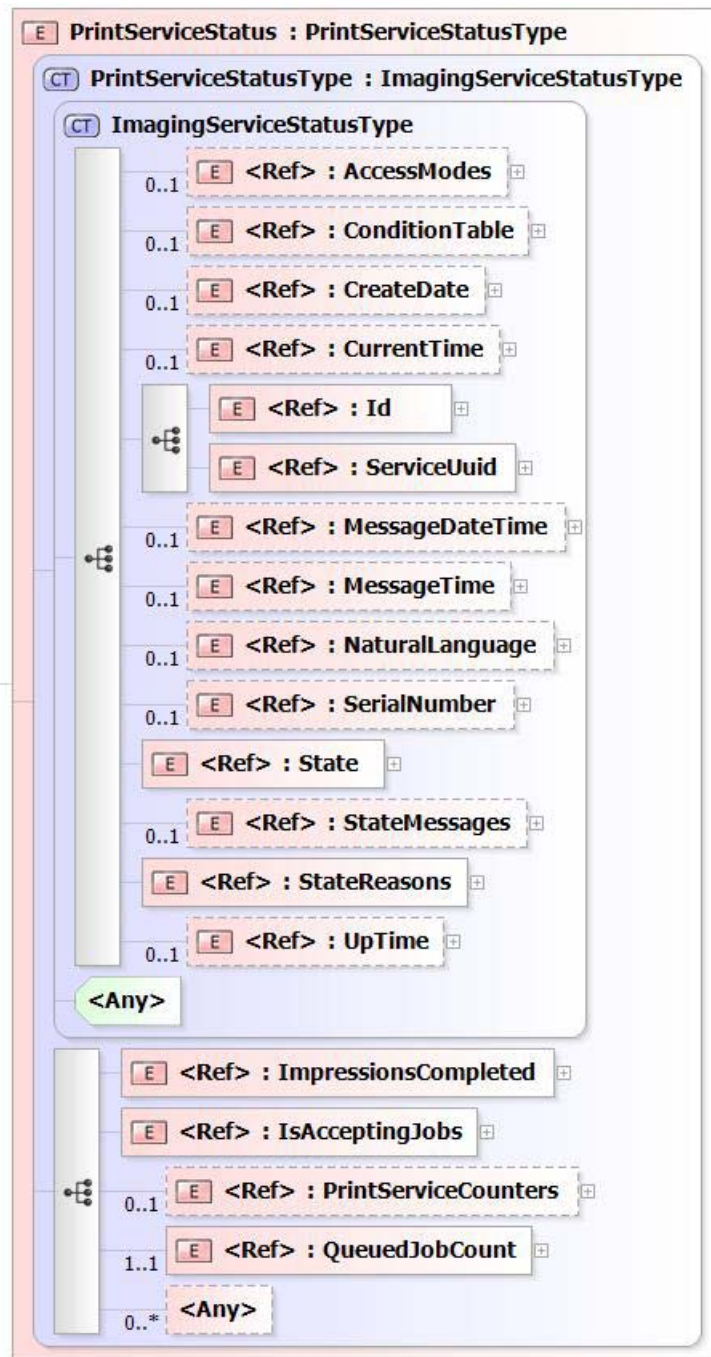 E PrintServiceStatus : PrintServiceStatusType
CT PrintServiceStatusType : ImagingServiceStatusType
CT ImagingServiceStatusType
0..1 E <Ref> : AccessModes
0..1 E <Ref> : ConditionTable
0..1 E <Ref> : CreateDate
0..1 E <Ref> : CurrentTime
E <Ref> : Id
E <Ref> : ServiceUuid
0..1 E <Ref> : MessageDateTime
0..1 E <Ref> : MessageTime
0..1 E <Ref> : NaturalLanguage
0..1 E <Ref> : SerialNumber
E <Ref> : State
0..1 E <Ref> : StateMessages
E <Ref> : StateReasons
0..1 E <Ref> : UpTime
<Any>
E <Ref> : ImpressionsCompleted
E <Ref> : IsAcceptingJobs
0..1 E <Ref> : PrintServiceCounters
1..1 E <Ref> : QueuedJobCount
0..* <Any>